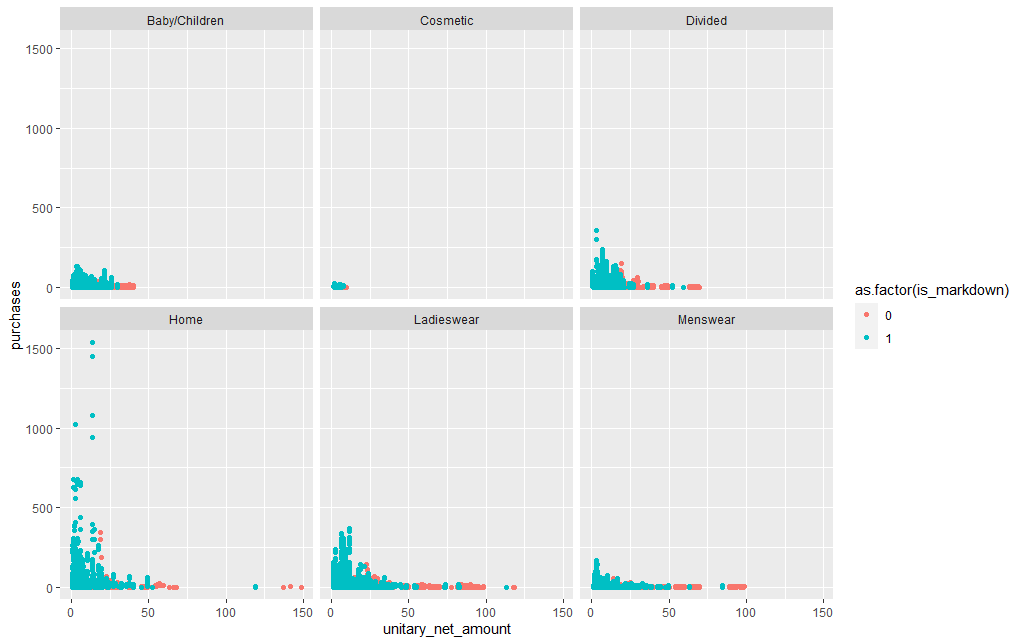 Baby/Children Cosmetic Divided
1500
1000
500
0
purchases
Home Ladieswear Menswear
1500
1000
500
0
0 50 100 150 0 50 100 150 0 50 100 150
unitary_net_amount
as.factor(is_markdown)
0
1